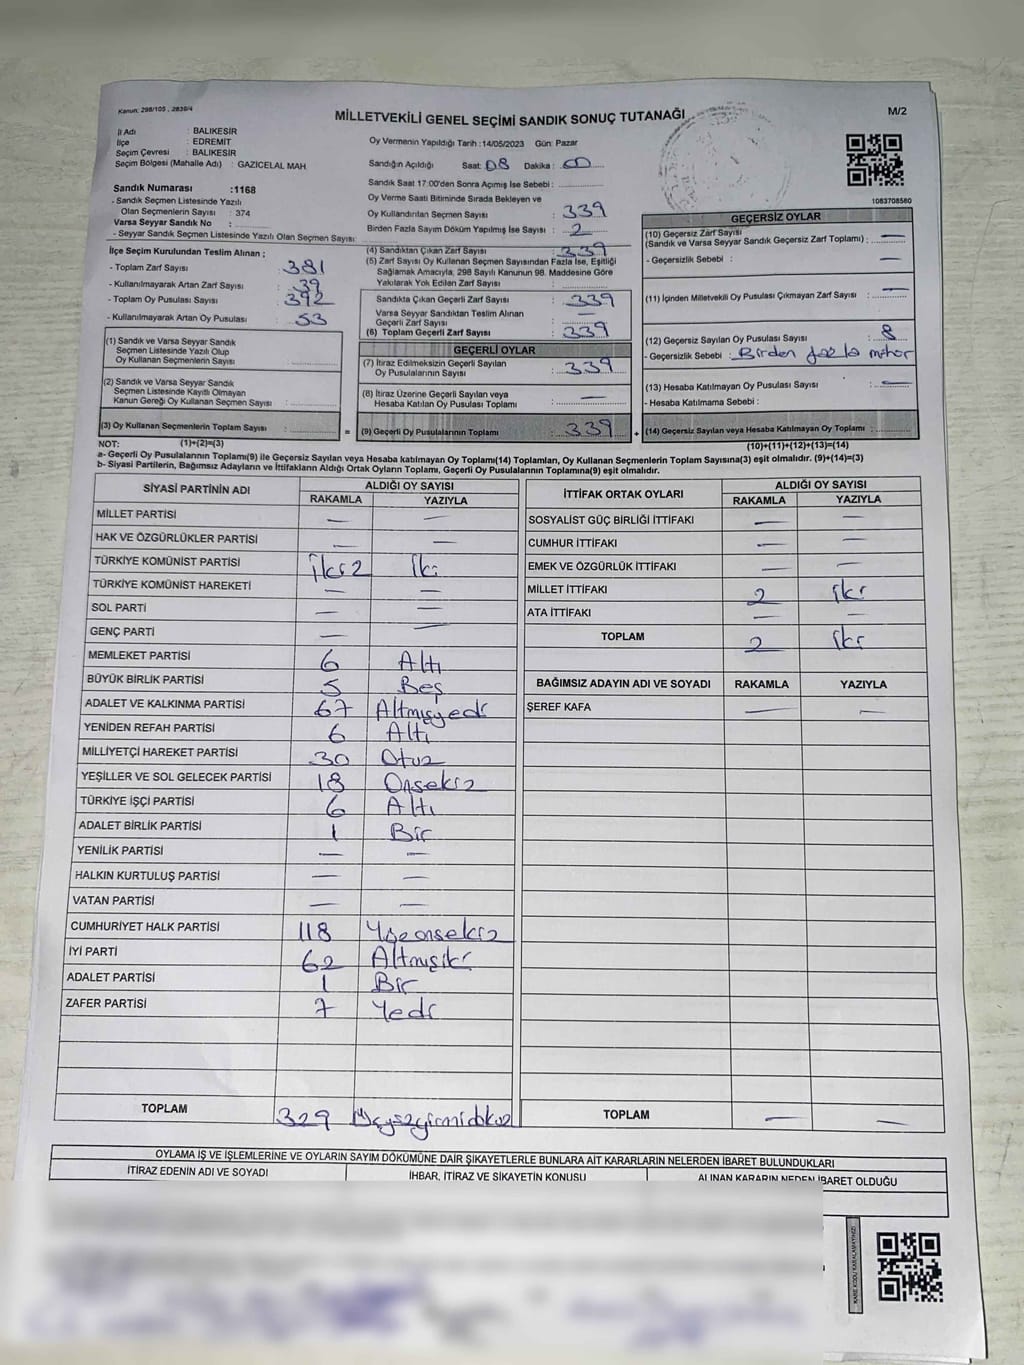 Kanun: 298/105 , 2839/4
MİLLETVEKİLİ GENEL SEÇİMİ SANDIK SONUÇ TUTANAĞI
M/2
İl Adı : BALIKESİR
İlçe : EDREMİT
Seçim Çevresi : BALIKESİR
Seçim Bölgesi (Mahalle Adı) : GAZICELAL MAH
Sandık Numarası :1168
- Sandık Seçmen Listesinde Yazılı
Olan Seçmenlerin Sayısı : 374
Varsa Seyyar Sandık No :
- Seyyar Sandık Seçmen Listesinde Yazılı Olan Seçmen Sayısı:
Oy Vermenin Yapıldığı Tarih :14/05/2023 Gün: Pazar
Sandığın Açıldığı Saat: 08 Dakika : 00
Sandık Saat 17:00'den Sonra Açımış İse Sebebi :
Oy Verme Saati Bitiminde Sırada Bekleyen ve
Oy Kullandırılan Seçmen Sayısı : 339
Birden Fazla Sayım Döküm Yapılmış İse Sayısı : 2
1083708580
İlçe Seçim Kurulundan Teslim Alınan ;
- Toplam Zarf Sayısı : 381
- Kullanılmayarak Artan Zarf Sayısı : 39
- Toplam Oy Pusulası Sayısı : 392
- Kullanılmayarak Artan Oy Pusulası : 53
(1) Sandık ve Varsa Seyyar Sandık
Seçmen Listesinde Yazılı Olup
Oy Kullanan Seçmenlerin Sayısı :
(2) Sandık ve Varsa Seyyar Sandık
Seçmen Listesinde Kayıtlı Olmayan
Kanun Gereği Oy Kullanan Seçmen Sayısı :
(3) Oy Kullanan Seçmenlerin Toplam Sayısı :
(4) Sandıktan Çıkan Zarf Sayısı : 339
(5) Zarf Sayısı Oy Kullanan Seçmen Sayısından Fazla İse, Eşitliği
Sağlamak Amacıyla, 298 Sayılı Kanunun 98. Maddesine Göre
Yakılarak Yok Edilen Zarf Sayısı :
Sandıkta Çıkan Geçerli Zarf Sayısı : 339
Varsa Seyyar Sandıktan Teslim Alınan
Geçerli Zarf Sayısı : —
(6) Toplam Geçerli Zarf Sayısı : 339
GEÇERLİ OYLAR
(7) İtiraz Edilmeksizin Geçerli Sayılan
Oy Pusulalarının Sayısı : 339
(8) İtiraz Üzerine Geçerli Sayılan veya
Hesaba Katılan Oy Pusulası Toplamı : —
= (9) Geçerli Oy Pusulalarının Toplamı : 339 +
GEÇERSİZ OYLAR
(10) Geçersiz Zarf Sayısı
(Sandık ve Varsa Seyyar Sandık Geçersiz Zarf Toplamı) : —
- Geçersizlik Sebebi : —
(11) İçinden Milletvekili Oy Pusulası Çıkmayan Zarf Sayısı : —
(12) Geçersiz Sayılan Oy Pusulası Sayısı : 8
- Geçersizlik Sebebi : Birden fazla mühür
(13) Hesaba Katılmayan Oy Pusulası Sayısı : —
- Hesaba Katılmama Sebebi :
(14) Geçersiz Sayılan veya Hesaba Katılmayan Oy Toplamı :
NOT: (1)+(2)=(3) (10)+(11)+(12)+(13)=(14)
a- Geçerli Oy Pusulalarının Toplamı(9) ile Geçersiz Sayılan veya Hesaba katılmayan Oy Toplamı(14) Toplamları, Oy Kullanan Seçmenlerin Toplam Sayısına(3) eşit olmalıdır. (9)+(14)=(3)
b- Siyasi Partilerin, Bağımsız Adayların ve İttifakların Aldığı Ortak Oyların Toplamı, Geçerli Oy Pusulalarının Toplamına(9) eşit olmalıdır.
SİYASİ PARTİNİN ADI ALDIĞI OY SAYISI
RAKAMLA YAZIYLA
MİLLET PARTİSİ — —
HAK VE ÖZGÜRLÜKLER PARTİSİ — —
TÜRKİYE KOMÜNİST PARTİSİ İki 2 İki
TÜRKİYE KOMÜNİST HAREKETİ — —
SOL PARTİ — —
GENÇ PARTİ — —
MEMLEKET PARTİSİ 6 Altı
BÜYÜK BİRLİK PARTİSİ 5 Beş
ADALET VE KALKINMA PARTİSİ 67 Altmışyedi
YENİDEN REFAH PARTİSİ 6 Altı
MİLLİYETÇİ HAREKET PARTİSİ 30 Otuz
YEŞİLLER VE SOL GELECEK PARTİSİ 18 Onsekiz
TÜRKİYE İŞÇİ PARTİSİ 6 Altı
ADALET BİRLİK PARTİSİ 1 Bir
YENİLİK PARTİSİ — —
HALKIN KURTULUŞ PARTİSİ — —
VATAN PARTİSİ — —
CUMHURİYET HALK PARTİSİ 118 Yüzonsekiz
İYİ PARTİ 62 Altmışiki
ADALET PARTİSİ 1 Bir
ZAFER PARTİSİ 7 Yedi
TOPLAM 329 Üçyüzyirmidokuz
İTTİFAK ORTAK OYLARI ALDIĞI OY SAYISI
RAKAMLA YAZIYLA
SOSYALİST GÜÇ BİRLİĞİ İTTİFAKI — —
CUMHUR İTTİFAKI — —
EMEK VE ÖZGÜRLÜK İTTİFAKI — —
MİLLET İTTİFAKI 2 iki
ATA İTTİFAKI —
TOPLAM 2 iki
BAĞIMSIZ ADAYIN ADI VE SOYADI RAKAMLA YAZIYLA
ŞEREF KAFA — —
TOPLAM — —
OYLAMA İŞ VE İŞLEMLERİNE VE OYLARIN SAYIM DÖKÜMÜNE DAİR ŞİKAYETLERLE BUNLARA AİT KARARLARIN NELERDEN İBARET BULUNDUKLARI
İTİRAZ EDENİN ADI VE SOYADI İHBAR, İTİRAZ VE ŞİKAYETİN KONUSU ALINAN KARARIN NEDEN İBARET OLDUĞU